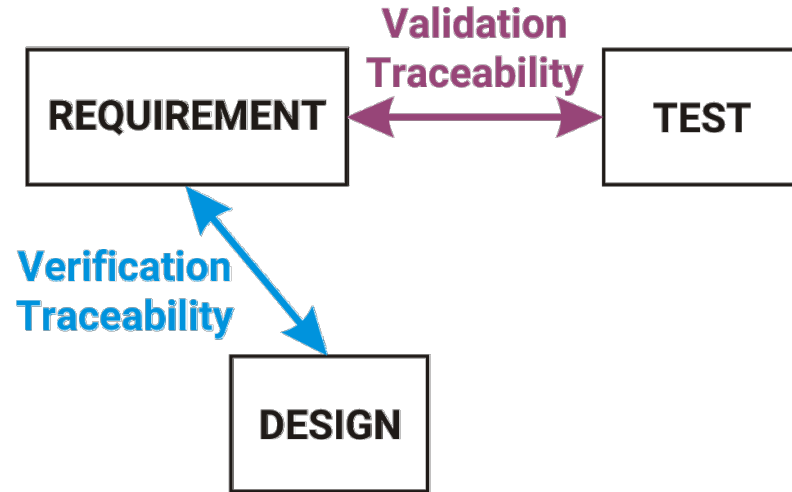 Validation
Traceability
REQUIREMENT
TEST
Verification
Traceability
DESIGN